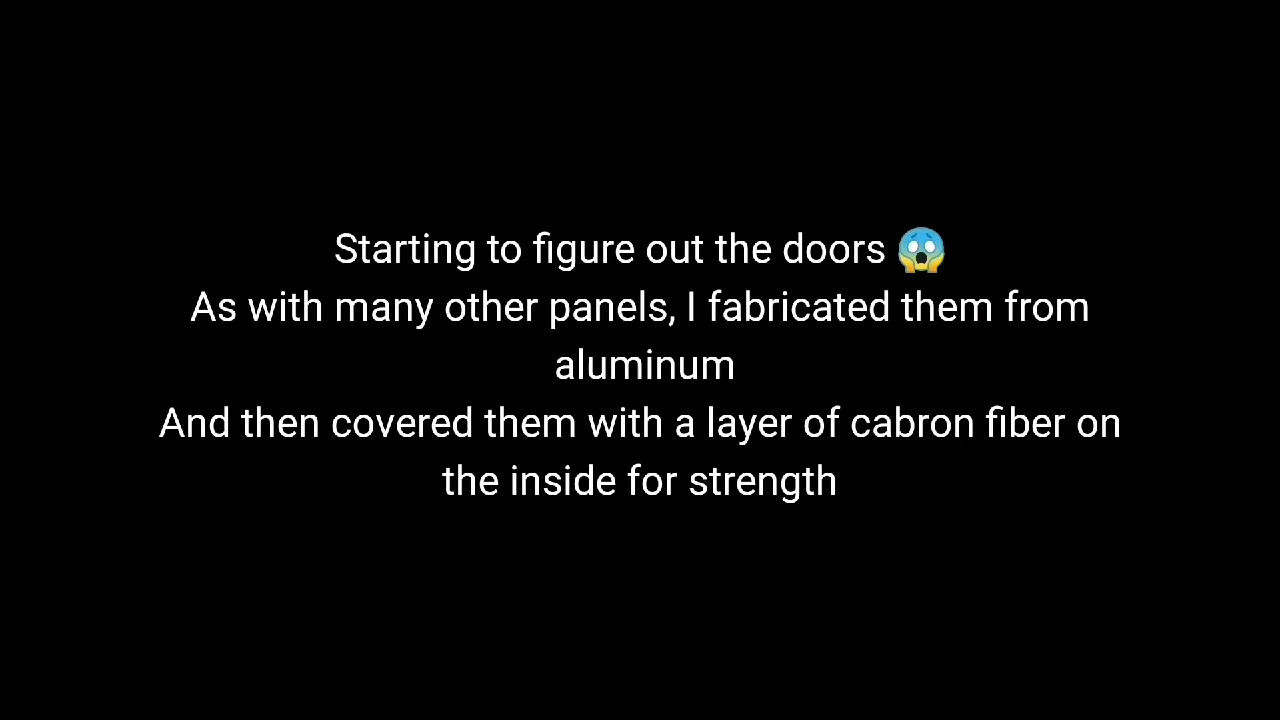 Starting to figure out the doors 😱
As with many other panels, I fabricated them from
aluminum
And then covered them with a layer of cabron fiber on
the inside for strength